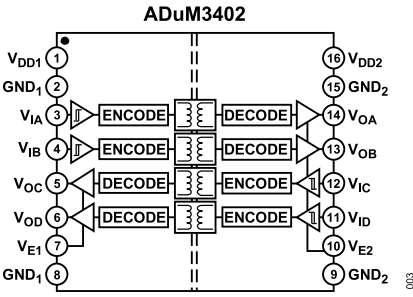 ADuM3402
VDD1 1 16 VDD2
GND1 2 15 GND2
VIA 3 ENCODE DECODE 14 VOA
VIB 4 ENCODE DECODE 13 VOB
VOC 5 DECODE ENCODE 12 VIC
VOD 6 DECODE ENCODE 11 VID
VE1 7 10 VE2
GND1 8 9 GND2
003